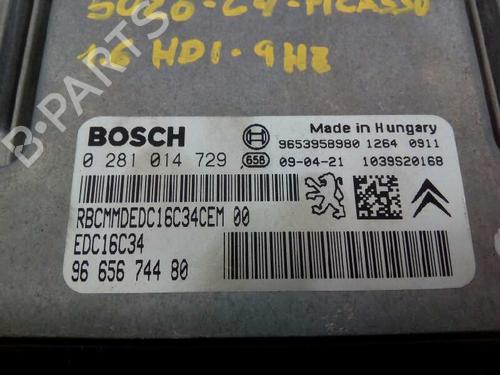 5020-C4-PICASSO
1.6 HDI-9HZ
B-PARTS
BOSCH
Made in Hungary
9653958980 1264 0911
0 281 014 729 656 09-04-21 1039S20168
RBCMMDEDC16C34CEM 00
EDC16C34
96 656 744 80